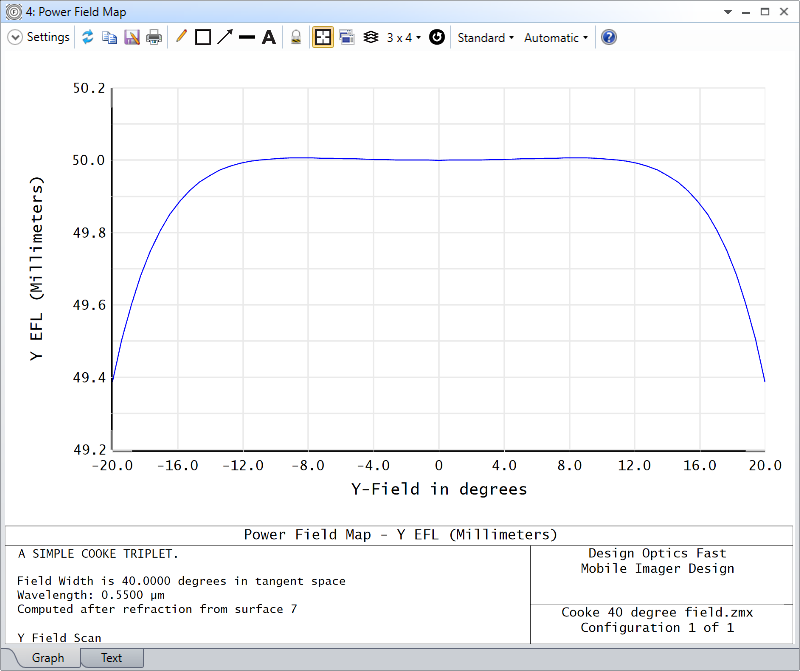 4: Power Field Map
Settings
3 x 4
Standard
Automatic
50.2
50.0
49.8
49.6
49.4
49.2
Y EFL (Millimeters)
-20.0 -16.0 -12.0 -8.0 -4.0 0 4.0 8.0 12.0 16.0 20.0
Y-Field in degrees
Power Field Map - Y EFL (Millimeters)
A SIMPLE COOKE TRIPLET.
Field Width is 40.0000 degrees in tangent space
Wavelength: 0.5500 µm
Computed after refraction from surface 7
Y Field Scan
Design Optics Fast
Mobile Imager Design
Cooke 40 degree field.zmx
Configuration 1 of 1
Graph Text